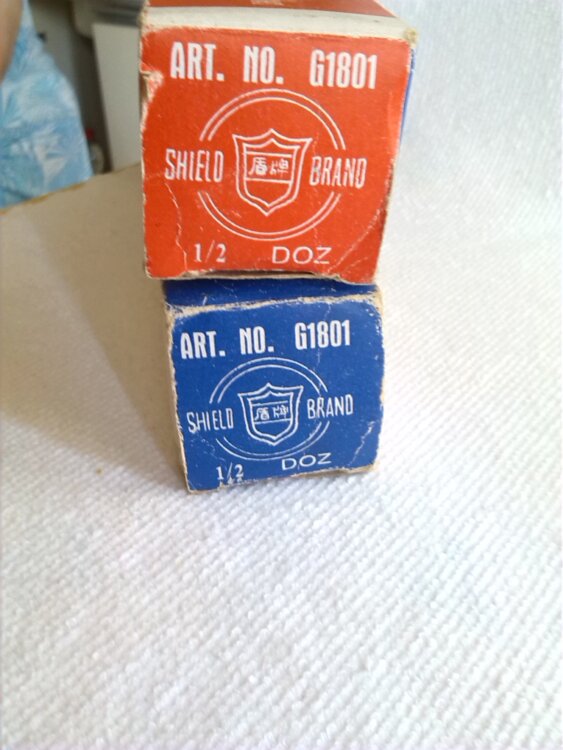 ART. NO. G1801
SHIELD 盾牌 BRAND
1/2 DOZ
ART. NO. G1801
SHIELD 盾牌 BRAND
1/2 DOZ